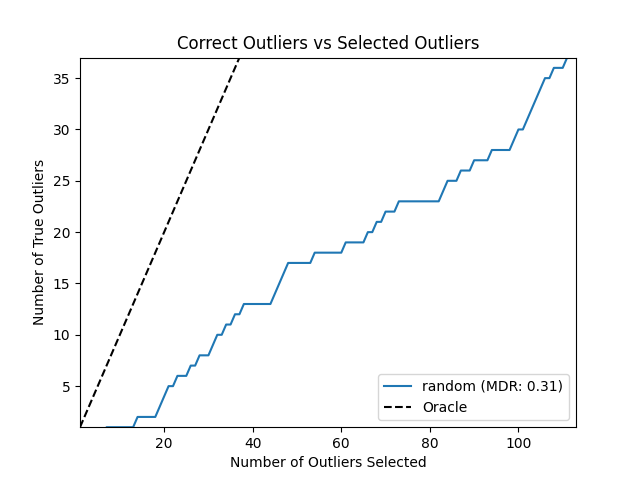 Correct Outliers vs Selected Outliers
Number of True Outliers
35
30
25
20
15
10
5
random (MDR: 0.31)
Oracle
20 40 60 80 100
Number of Outliers Selected